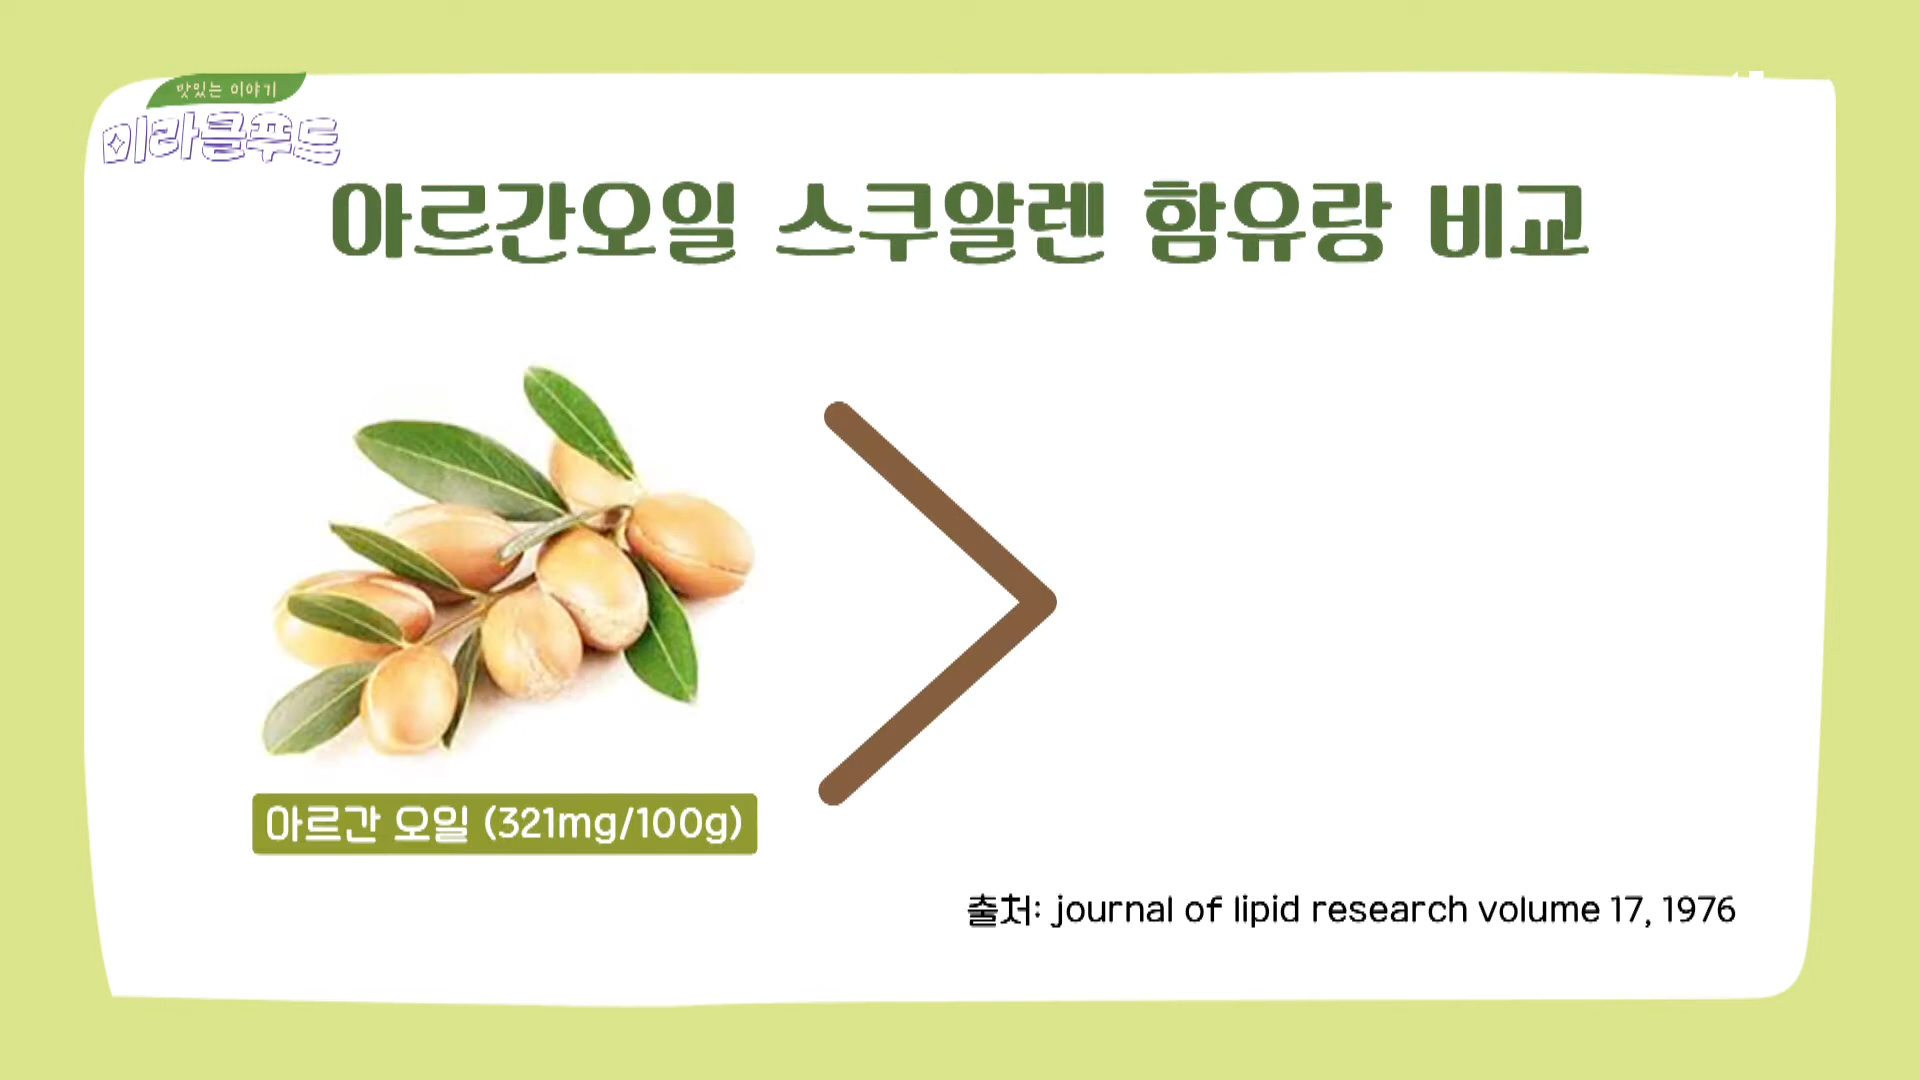 맛있는 이야기
미라클푸드
아르간오일 스쿠알렌 함유량 비교
아르간 오일 (321mg/100g)
출처: journal of lipid research volume 17, 1976